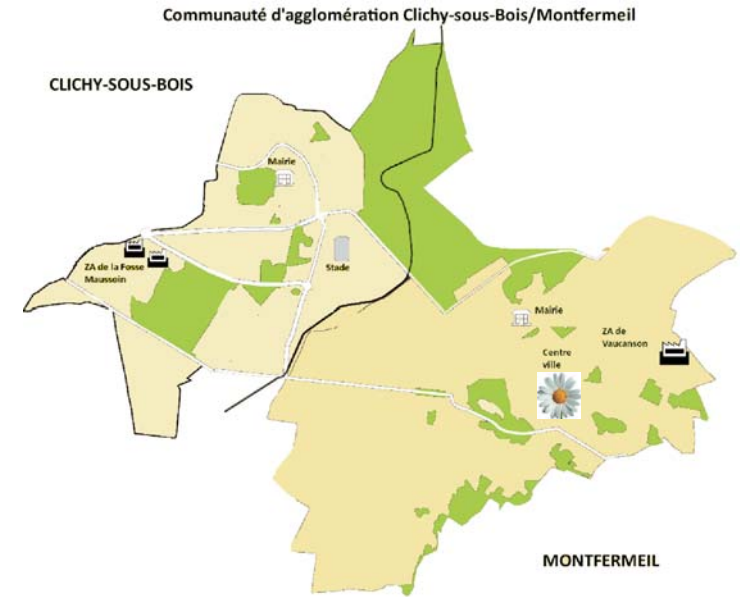 Communauté d'agglomération Clichy-sous-Bois/Montfermeil
CLICHY-SOUS-BOIS
Mairie
ZA de la Fosse
Maussoin
Stade
Mairie
ZA de
Vaucanson
Centre
ville
MONTFERMEIL